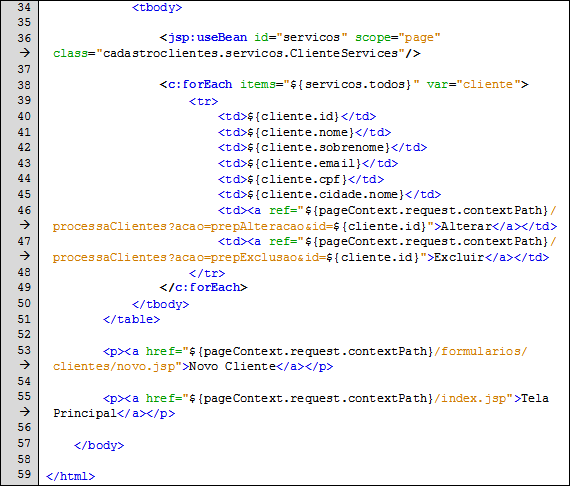 34 <tbody>
35
36 <jsp:useBean id="servicos" scope="page"
→ class="cadastroclientes.servicos.ClienteServices"/>
37
38 <c:forEach items="${servicos.todos}" var="cliente">
39 <tr>
40 <td>${cliente.id}</td>
41 <td>${cliente.nome}</td>
42 <td>${cliente.sobrenome}</td>
43 <td>${cliente.email}</td>
44 <td>${cliente.cpf}</td>
45 <td>${cliente.cidade.nome}</td>
46 <td><a ref="${pageContext.request.contextPath}/
→ processaClientes?acao=prepAlteracao&id=${cliente.id}">Alterar</a></td>
47 <td><a ref="${pageContext.request.contextPath}/
→ processaClientes?acao=prepExclusao&id=${cliente.id}">Excluir</a></td>
48 </tr>
49 </c:forEach>
50 </tbody>
51 </table>
52
53 <p><a href="${pageContext.request.contextPath}/formularios/
→ clientes/novo.jsp">Novo Cliente</a></p>
54
55 <p><a href="${pageContext.request.contextPath}/index.jsp">Tela
→ Principal</a></p>
56
57 </body>
58
59 </html>